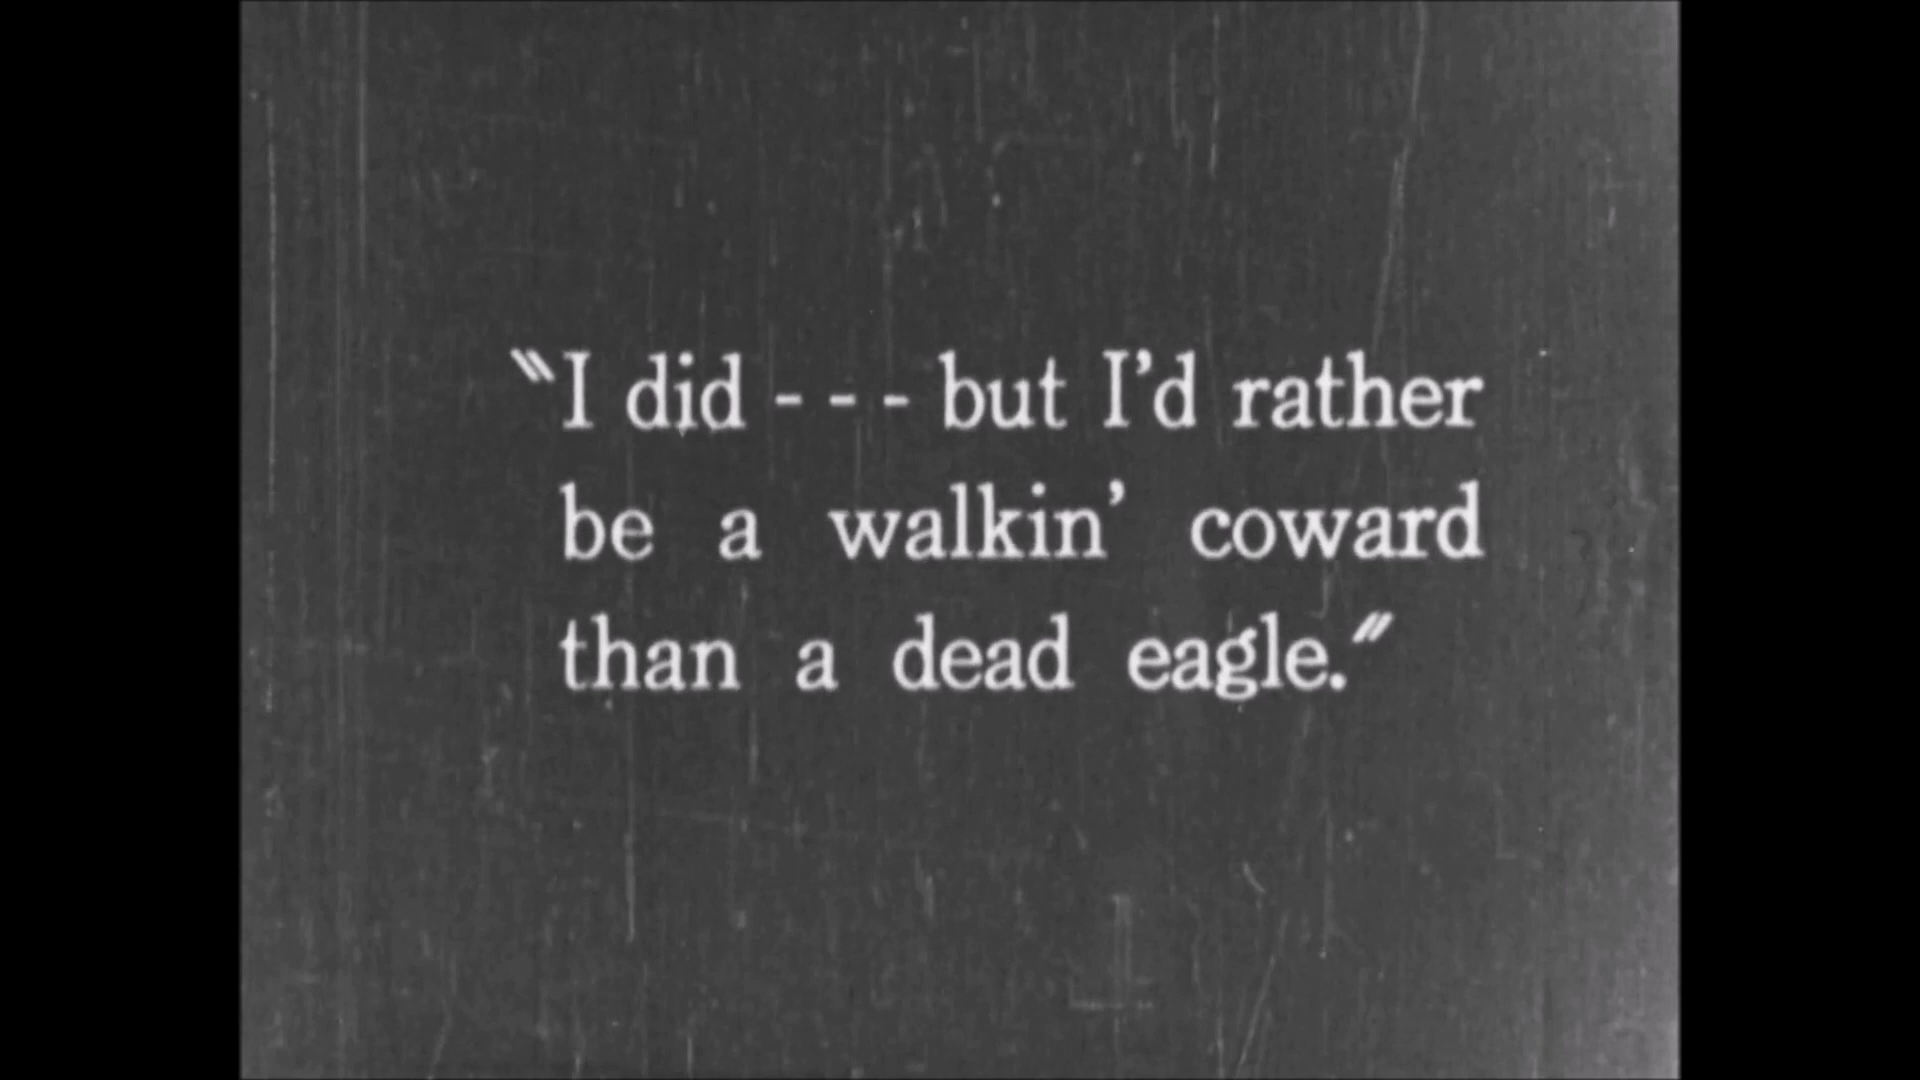 "I did - - - but I'd rather
be a walkin' coward
than a dead eagle."